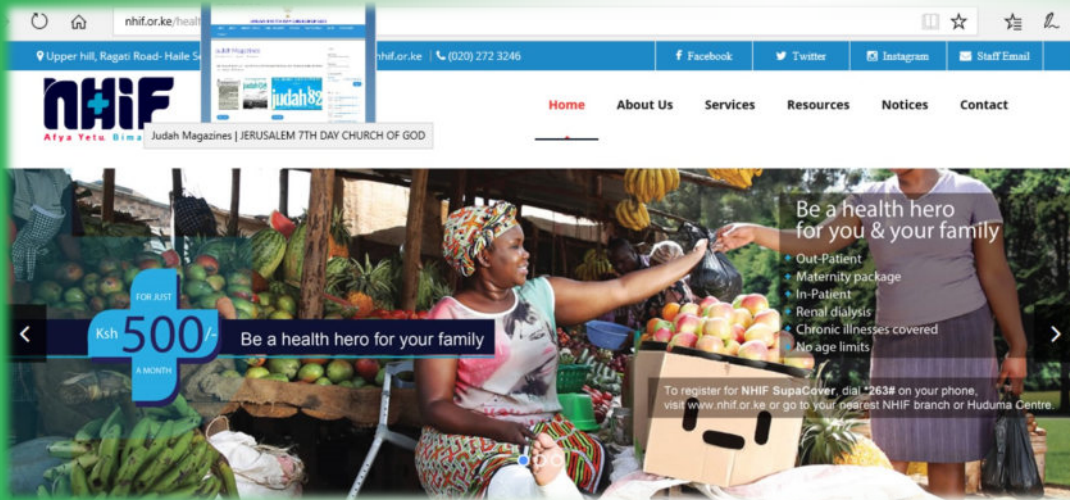 nhif.or.ke/healt
Upper hill, Ragati Road- Haile Se
nhif.or.ke
(020) 272 3246
Facebook
Twitter
Instagram
Staff Email
Judah Magazines
judah'82
nHiF
Afya Yetu. Bima
Judah Magazines | JERUSALEM 7TH DAY CHURCH OF GOD
Home
About Us
Services
Resources
Notices
Contact
Be a health hero
for you & your family
Out-Patient
Maternity package
In-Patient
Renal dialysis
Chronic illnesses covered
No age limits
FOR JUST
Ksh 500/-
A MONTH
Be a health hero for your family
To register for NHIF SupaCover, dial *263# on your phone,
visit www.nhif.or.ke or go to your nearest NHIF branch or Huduma Centre.